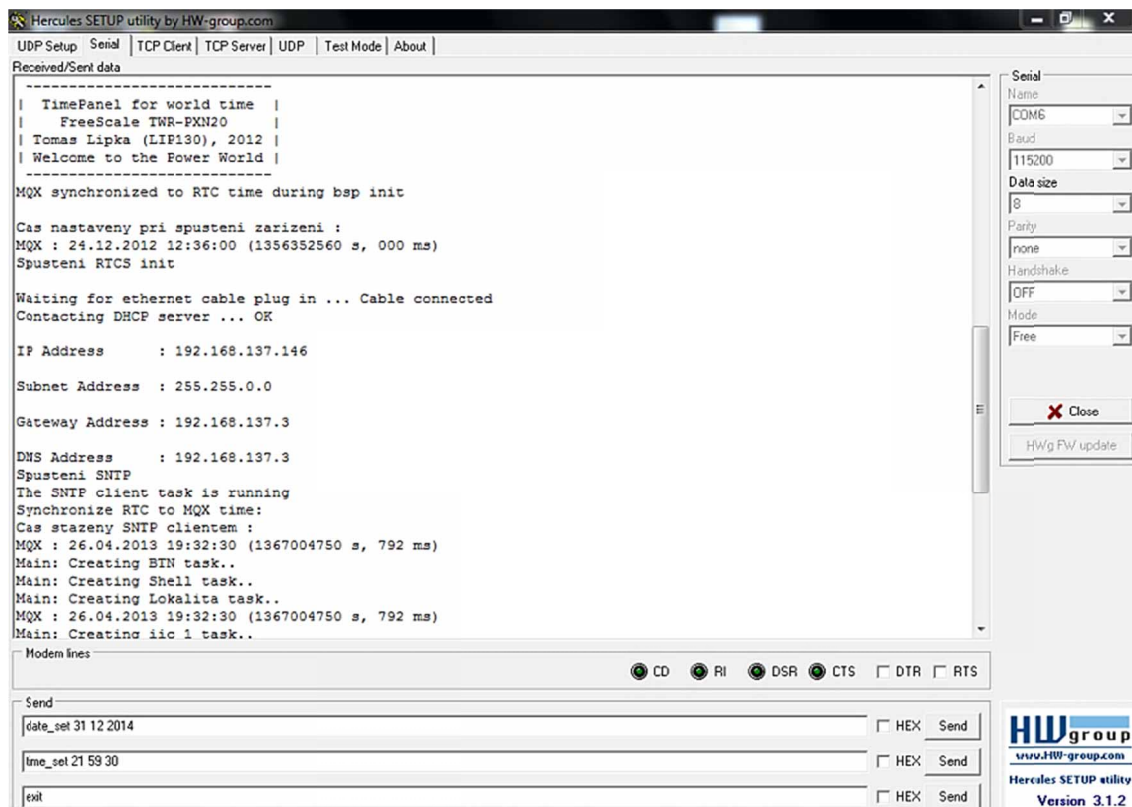 Hercules SETUP utility by HW-group.com
UDP Setup Serial TCP Client TCP Server UDP Test Mode About
Received/Sent data
-----------------------------
| TimePanel for world time |
| FreeScale TWR-PXN20 |
| Tomas Lipka (LIP130), 2012 |
| Welcome to the Power World |
-----------------------------
MQX synchronized to RTC time during bsp init
Cas nastaveny pri spusteni zarizeni :
MQX : 24.12.2012 12:36:00 (1356352560 s, 000 ms)
Spusteni RTCS init
Waiting for ethernet cable plug in ... Cable connected
Contacting DHCP server ... OK
IP Address : 192.168.137.146
Subnet Address : 255.255.0.0
Gateway Address : 192.168.137.3
DNS Address : 192.168.137.3
Spusteni SNTP
The SNTP client task is running
Synchronize RTC to MQX time:
Cas stazeny SNTP clientem :
MQX : 26.04.2013 19:32:30 (1367004750 s, 792 ms)
Main: Creating BTN task..
Main: Creating Shell task..
Main: Creating Lokalita task..
MQX : 26.04.2013 19:32:30 (1367004750 s, 792 ms)
Main: Creating iic 1 task..
Serial
Name
COM6
Baud
115200
Data size
8
Parity
none
Handshake
OFF
Mode
Free
Close
HWg FW update
Modem lines
CD RI DSR CTS DTR RTS
Send
date_set 31 12 2014 HEX Send
tme_set 21 59 30 HEX Send
exit HEX Send
HW group
www.HW-group.com
Hercules SETUP utility
Version 3.1.2